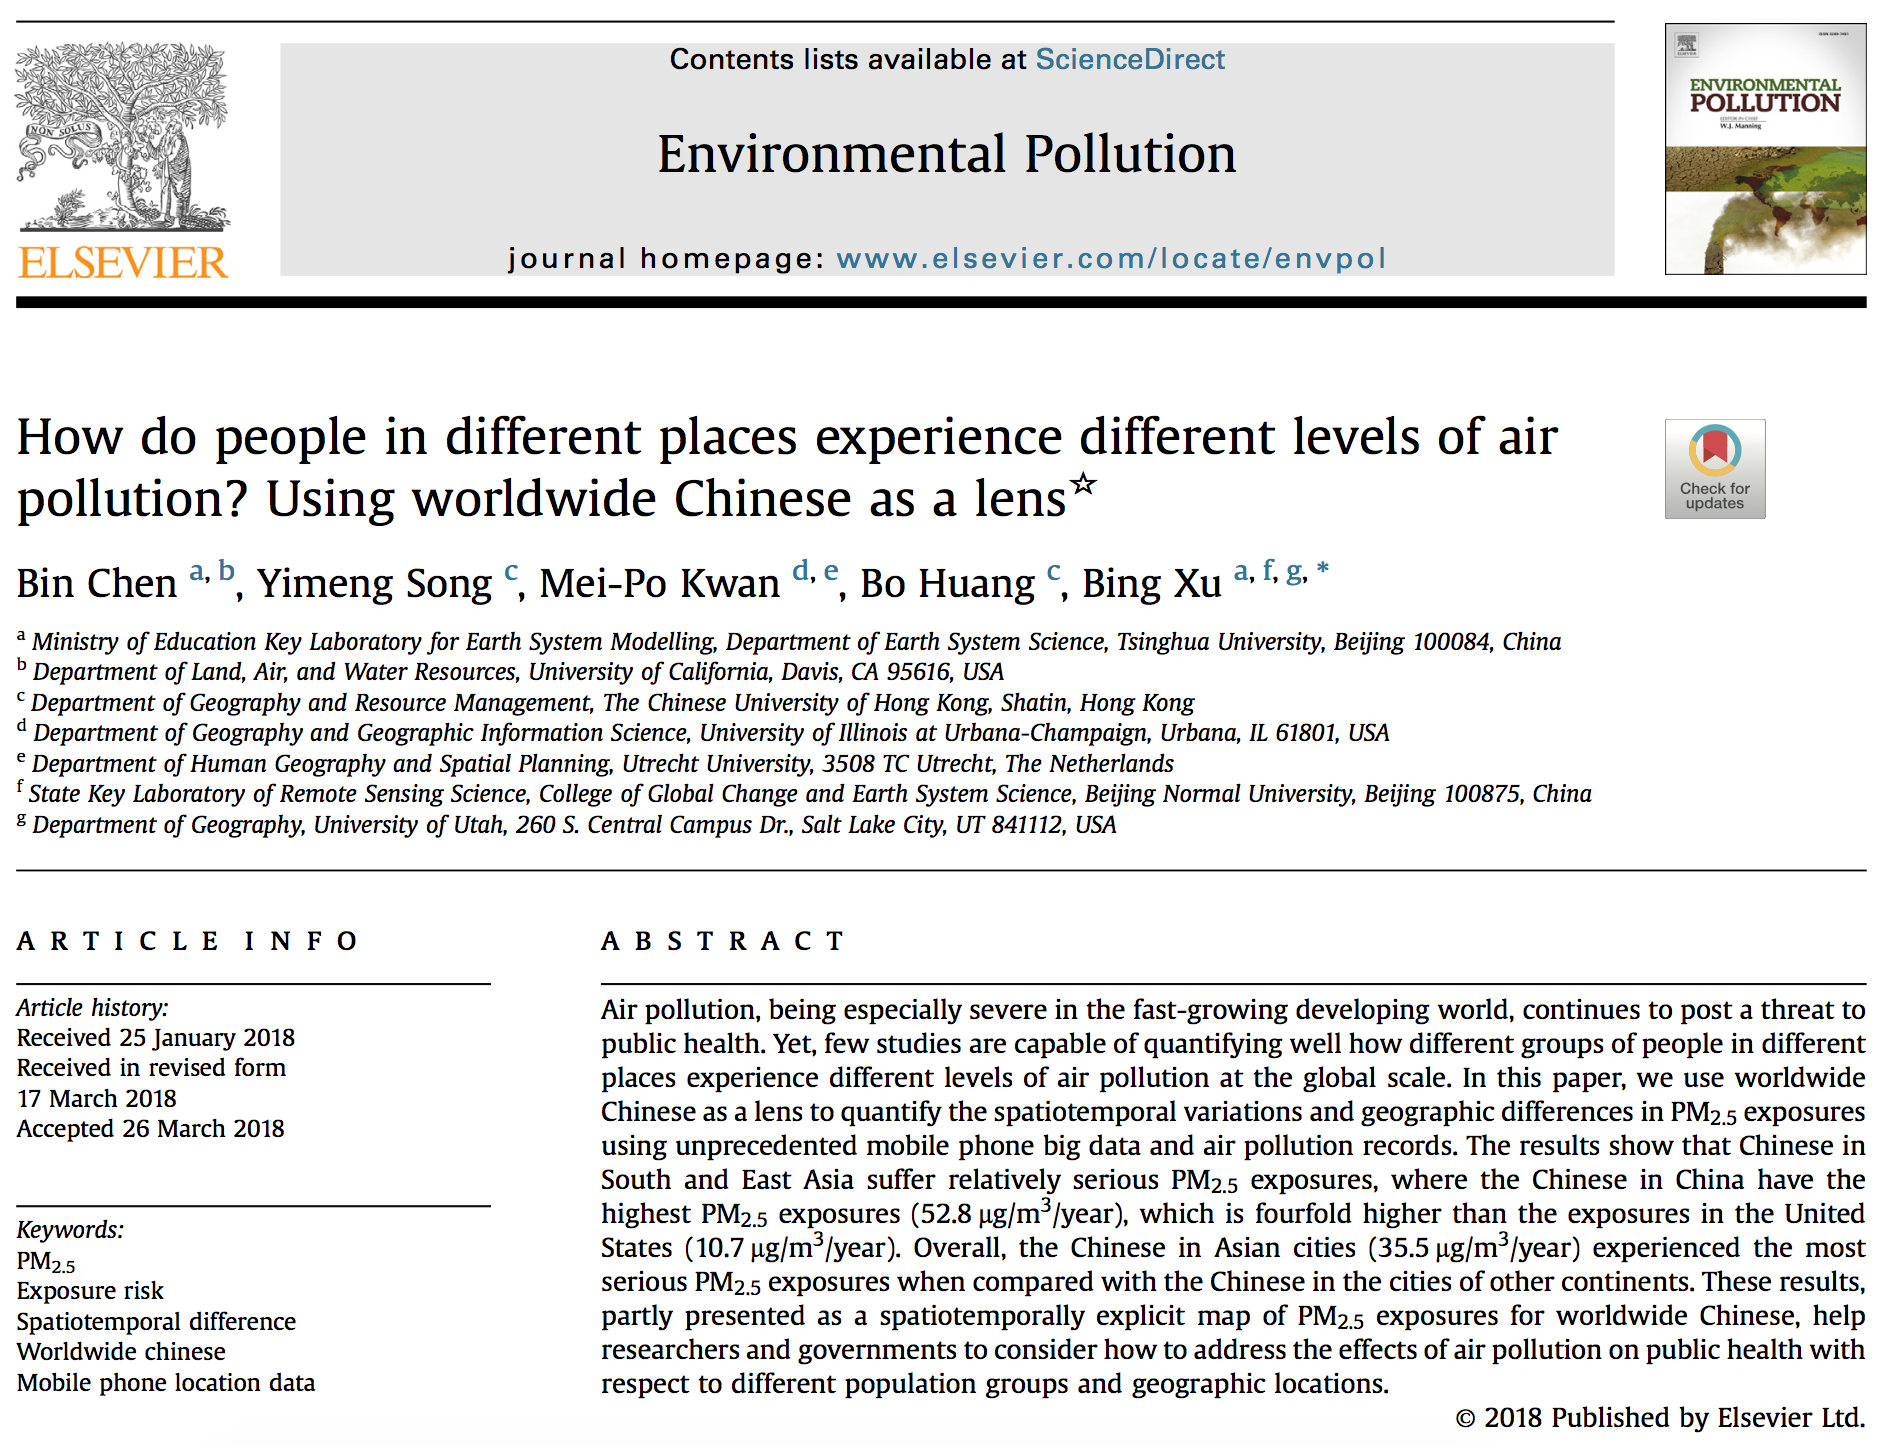 Contents lists available at ScienceDirect
Environmental Pollution
journal homepage: www.elsevier.com/locate/envpol
NON SOLUS
ELSEVIER
ENVIRONMENTAL
POLLUTION
EDITOR-IN-CHIEF
W.J. Manning
How do people in different places experience different levels of air
pollution? Using worldwide Chinese as a lens☆
Check for
updates
Bin Chen a, b, Yimeng Song c, Mei-Po Kwan d, e, Bo Huang c, Bing Xu a, f, g, *
a Ministry of Education Key Laboratory for Earth System Modelling, Department of Earth System Science, Tsinghua University, Beijing 100084, China
b Department of Land, Air, and Water Resources, University of California, Davis, CA 95616, USA
c Department of Geography and Resource Management, The Chinese University of Hong Kong, Shatin, Hong Kong
d Department of Geography and Geographic Information Science, University of Illinois at Urbana-Champaign, Urbana, IL 61801, USA
e Department of Human Geography and Spatial Planning, Utrecht University, 3508 TC Utrecht, The Netherlands
f State Key Laboratory of Remote Sensing Science, College of Global Change and Earth System Science, Beijing Normal University, Beijing 100875, China
g Department of Geography, University of Utah, 260 S. Central Campus Dr., Salt Lake City, UT 841112, USA
ARTICLE INFO
Article history:
Received 25 January 2018
Received in revised form
17 March 2018
Accepted 26 March 2018
Keywords:
PM2.5
Exposure risk
Spatiotemporal difference
Worldwide chinese
Mobile phone location data
ABSTRACT
Air pollution, being especially severe in the fast-growing developing world, continues to post a threat to
public health. Yet, few studies are capable of quantifying well how different groups of people in different
places experience different levels of air pollution at the global scale. In this paper, we use worldwide
Chinese as a lens to quantify the spatiotemporal variations and geographic differences in PM2.5 exposures
using unprecedented mobile phone big data and air pollution records. The results show that Chinese in
South and East Asia suffer relatively serious PM2.5 exposures, where the Chinese in China have the
highest PM2.5 exposures (52.8 μg/m3/year), which is fourfold higher than the exposures in the United
States (10.7 μg/m3/year). Overall, the Chinese in Asian cities (35.5 μg/m3/year) experienced the most
serious PM2.5 exposures when compared with the Chinese in the cities of other continents. These results,
partly presented as a spatiotemporally explicit map of PM2.5 exposures for worldwide Chinese, help
researchers and governments to consider how to address the effects of air pollution on public health with
respect to different population groups and geographic locations.
© 2018 Published by Elsevier Ltd.